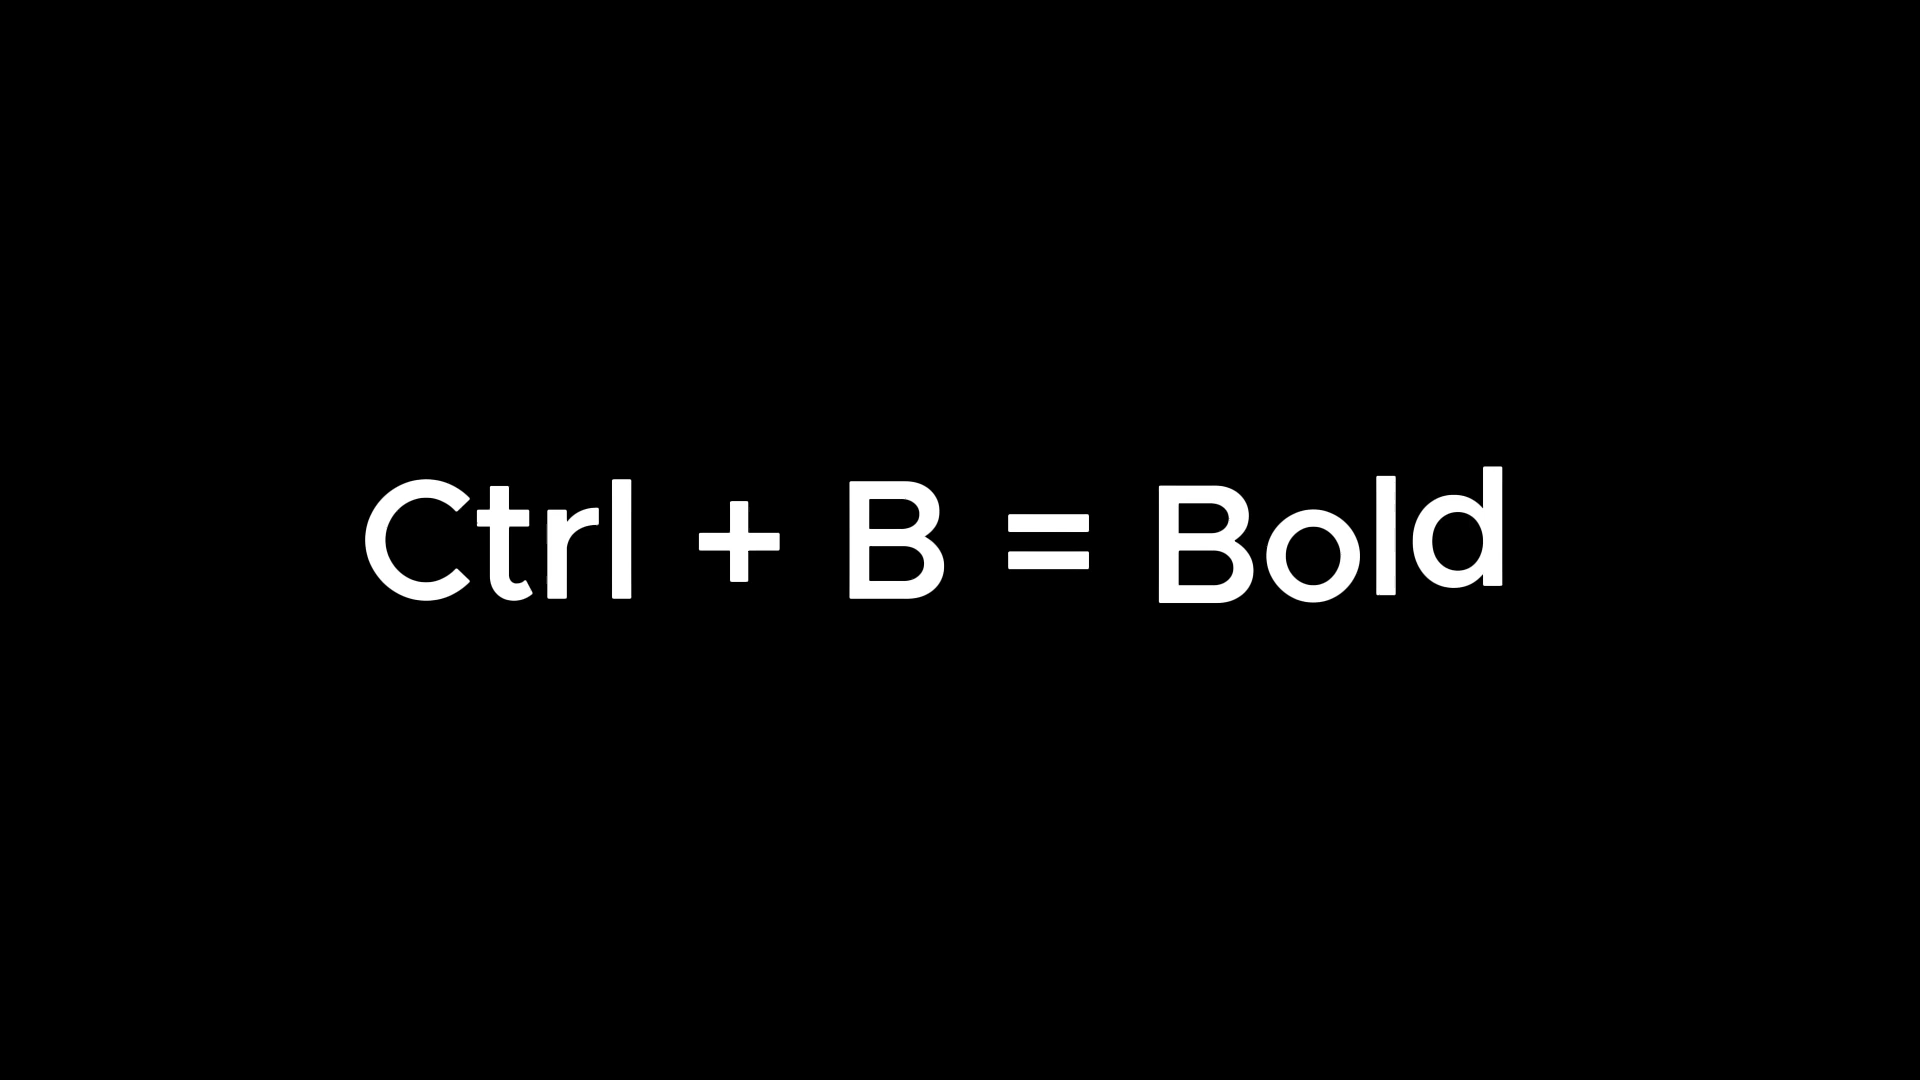 Ctrl + B = Bold